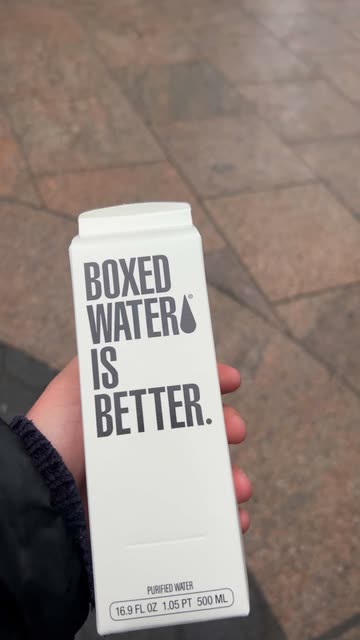 BOXED
WATER®
IS
BETTER.
PURIFIED WATER
16.9 FL OZ 1.05 PT 500 ML